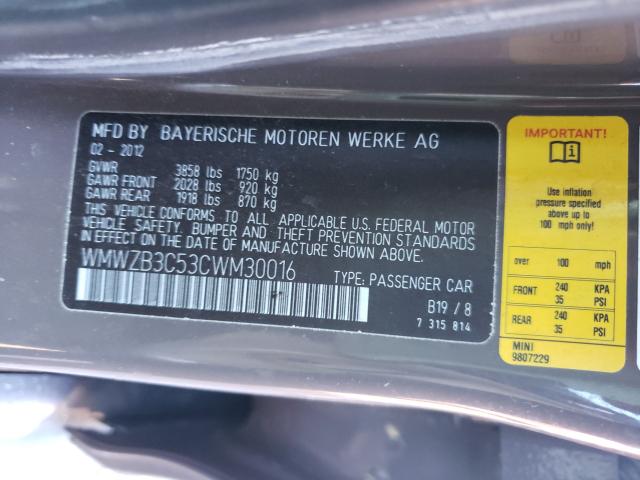 MFD BY BAYERISCHE MOTOREN WERKE AG
02 - 2012
GVWR 3858 lbs 1750 kg
GAWR FRONT 2028 lbs 920 kg
GAWR REAR 1918 lbs 870 kg
THIS VEHICLE CONFORMS TO ALL APPLICABLE U.S. FEDERAL MOTOR
VEHICLE SAFETY, BUMPER AND THEFT PREVENTION STANDARDS
IN EFFECT ON THE DATE OF MANUFACTURE SHOWN ABOVE.
WMWZB3C53CWM30016 TYPE: PASSENGER CAR
B19 / 8
7 315 814
IMPORTANT!
Use inflation
pressure specified
above up to
100 mph only!
over 100 mph
FRONT 240 KPA
35 PSI
REAR 240 KPA
35 PSI
MINI
9807229